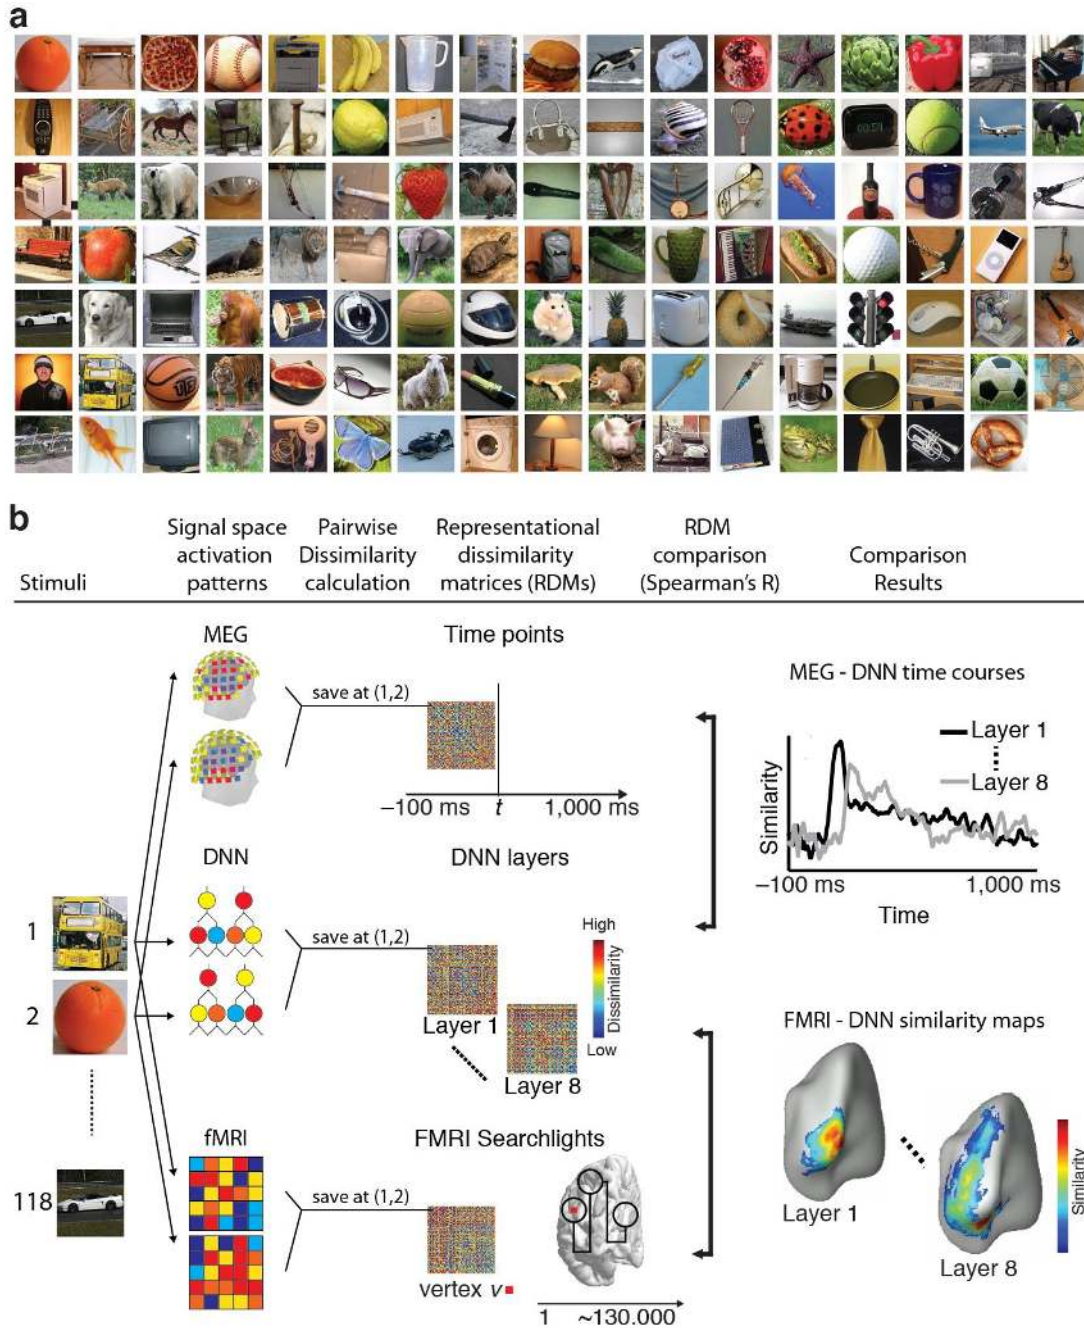 a
b
Stimuli
Signal space
activation
patterns
Pairwise
Dissimilarity
calculation
Representational
dissimilarity
matrices (RDMs)
RDM
comparison
(Spearman's R)
Comparison
Results
MEG
Time points
save at (1,2)
−100 ms
t
1,000 ms
MEG - DNN time courses
Layer 1
Layer 8
Similarity
−100 ms
1,000 ms
Time
DNN
DNN layers
save at (1,2)
High
Dissimilarity
Low
Layer 1
Layer 8
1
2
118
FMRI - DNN similarity maps
Layer 1
Layer 8
Similarity
fMRI
FMRI Searchlights
save at (1,2)
vertex v
1
~130.000